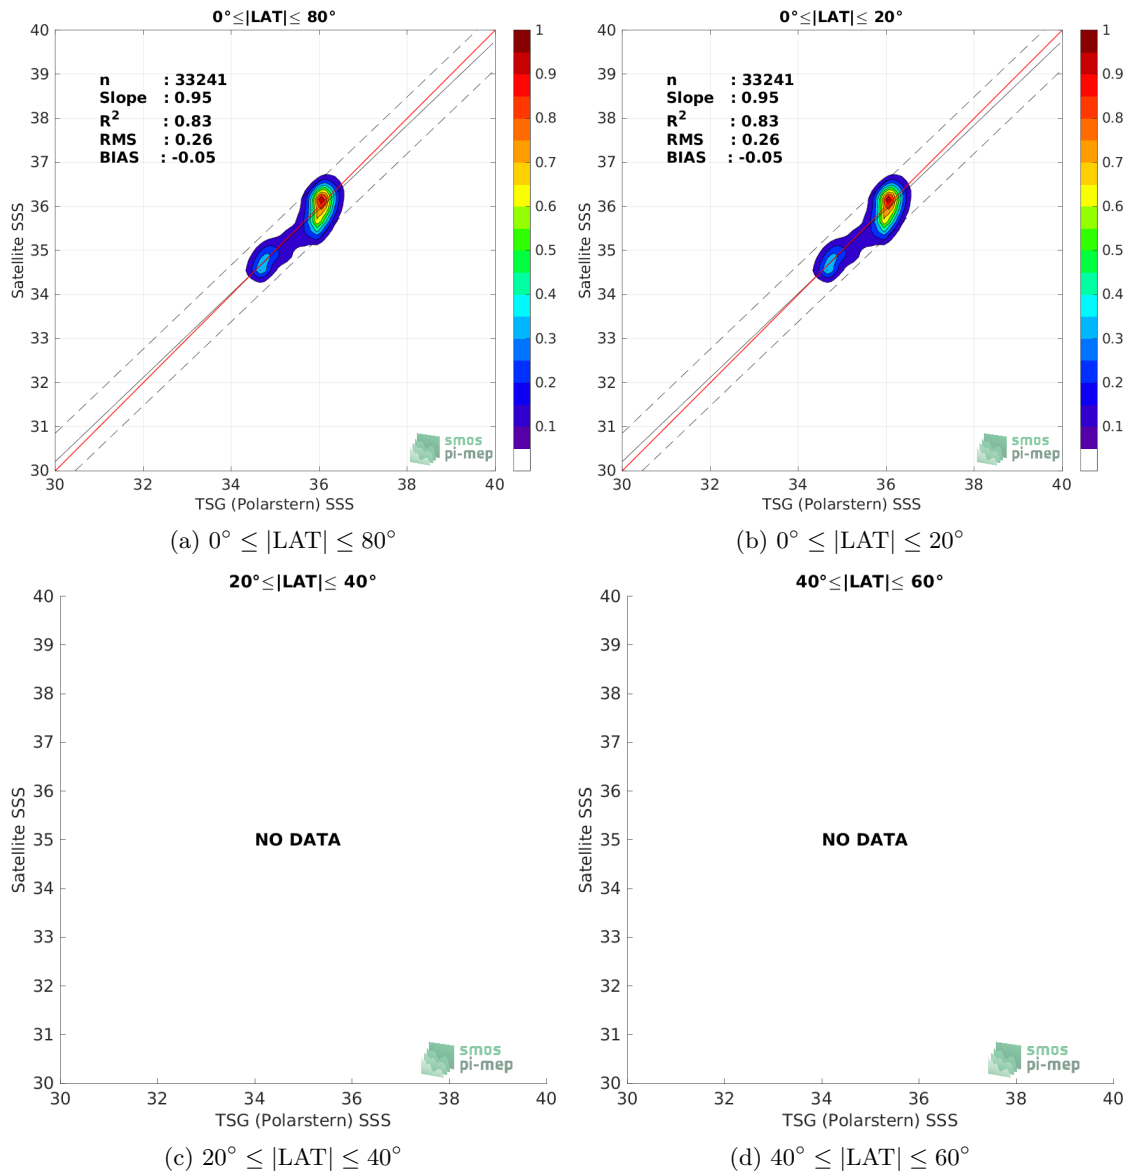 0°≤|LAT|≤ 80°
40
39
38
37
36
35
34
33
32
31
30
Satellite SSS
n : 33241
Slope : 0.95
R² : 0.83
RMS : 0.26
BIAS : -0.05
smos
pi-mep
30 32 34 36 38 40
TSG (Polarstern) SSS
1
0.9
0.8
0.7
0.6
0.5
0.4
0.3
0.2
0.1
(a) 0° ≤ |LAT| ≤ 80°
0°≤|LAT|≤ 20°
40
39
38
37
36
35
34
33
32
31
30
Satellite SSS
n : 33241
Slope : 0.95
R² : 0.83
RMS : 0.26
BIAS : -0.05
smos
pi-mep
30 32 34 36 38 40
TSG (Polarstern) SSS
1
0.9
0.8
0.7
0.6
0.5
0.4
0.3
0.2
0.1
(b) 0° ≤ |LAT| ≤ 20°
20°≤|LAT|≤ 40°
40
39
38
37
36
35
34
33
32
31
30
Satellite SSS
NO DATA
smos
pi-mep
30 32 34 36 38 40
TSG (Polarstern) SSS
(c) 20° ≤ |LAT| ≤ 40°
40°≤|LAT|≤ 60°
40
39
38
37
36
35
34
33
32
31
30
Satellite SSS
NO DATA
smos
pi-mep
30 32 34 36 38 40
TSG (Polarstern) SSS
(d) 40° ≤ |LAT| ≤ 60°